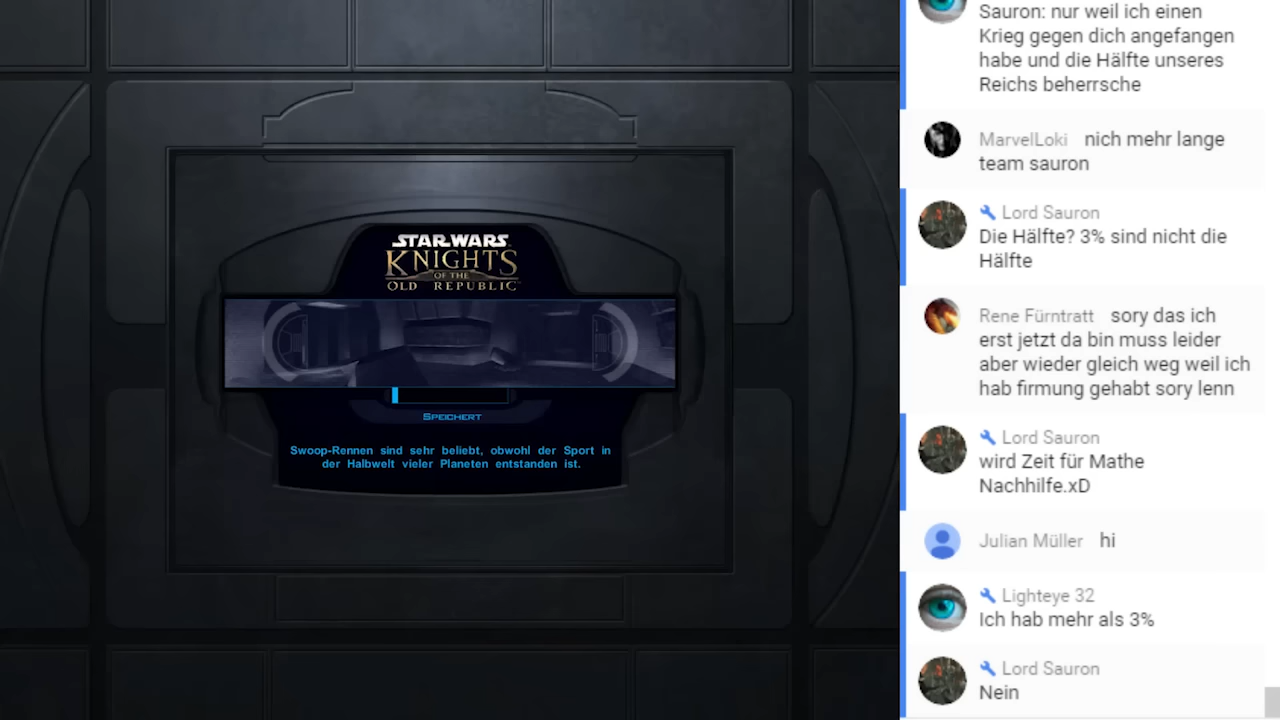 STAR WARS
KNIGHTS
OF THE
OLD REPUBLIC
SPEICHERT
Swoop-Rennen sind sehr beliebt, obwohl der Sport in
der Halbwelt vieler Planeten entstanden ist.
Sauron: nur weil ich einen
Krieg gegen dich angefangen
habe und die Hälfte unseres
Reichs beherrsche
MarvelLoki nich mehr lange
team sauron
Lord Sauron
Die Hälfte? 3% sind nicht die
Hälfte
Rene Fürntratt sory das ich
erst jetzt da bin muss leider
aber wieder gleich weg weil ich
hab firmung gehabt sory lenn
Lord Sauron
wird Zeit für Mathe
Nachhilfe.xD
Julian Müller hi
Lighteye 32
Ich hab mehr als 3%
Lord Sauron
Nein